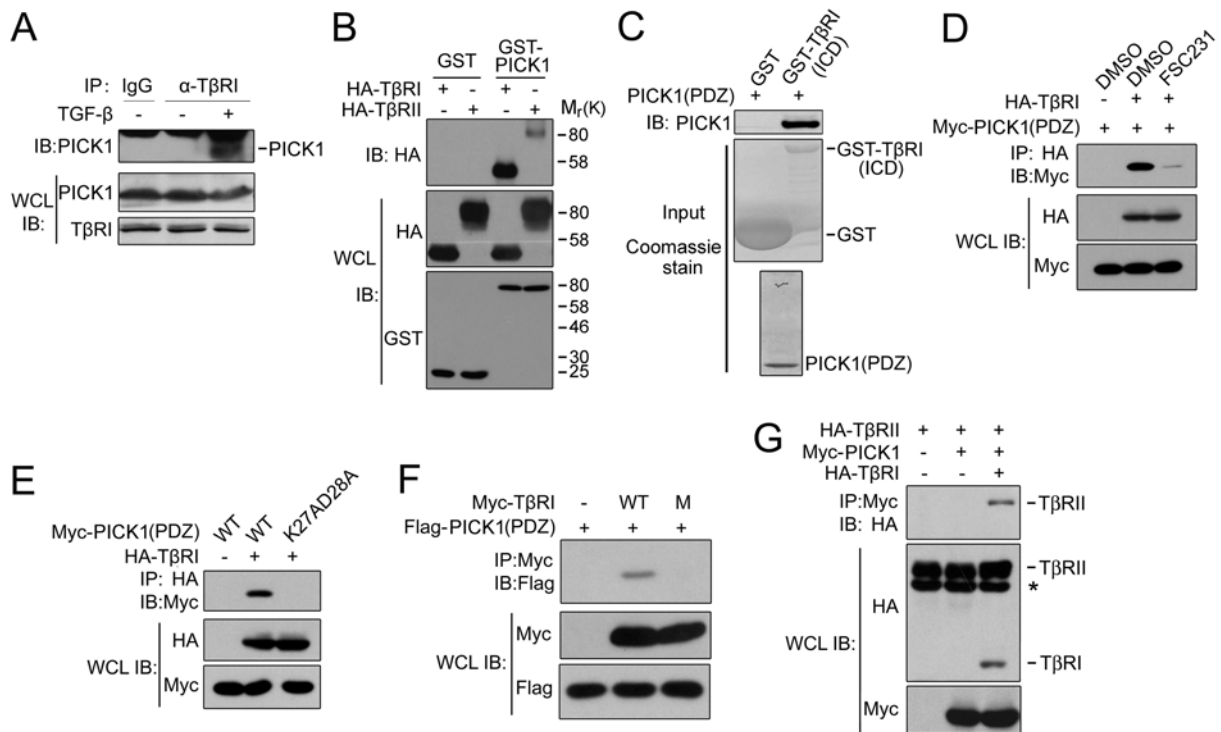 A
IP: IgG α-TβRI
TGF-β - - +
IB:PICK1 –PICK1
WCL IB: PICK1
TβRI
B
GST GST-PICK1
HA-TβRI + - + -
HA-TβRII - + - + Mr(K)
IB: HA
80
58
WCL IB:
HA
80
58
GST
80
58
46
30
25
C
GST GST-TβRI (ICD)
PICK1(PDZ) + +
IB: PICK1
Input
Coomassie stain
GST-TβRI (ICD)
GST
PICK1(PDZ)
D
DMSO DMSO FSC231
HA-TβRI - + +
Myc-PICK1(PDZ) + + +
IP: HA
IB:Myc
WCL IB:
HA
Myc
E
Myc-PICK1(PDZ) WT WT K27AD28A
HA-TβRI - + +
IP: HA
IB:Myc
WCL IB:
HA
Myc
F
Myc-TβRI - WT M
Flag-PICK1(PDZ) + + +
IP:Myc
IB:Flag
WCL IB:
Myc
Flag
G
HA-TβRII + + +
Myc-PICK1 - + +
HA-TβRI - - +
IP:Myc
IB: HA
TβRII
WCL IB:
HA
TβRII
*
TβRI
Myc